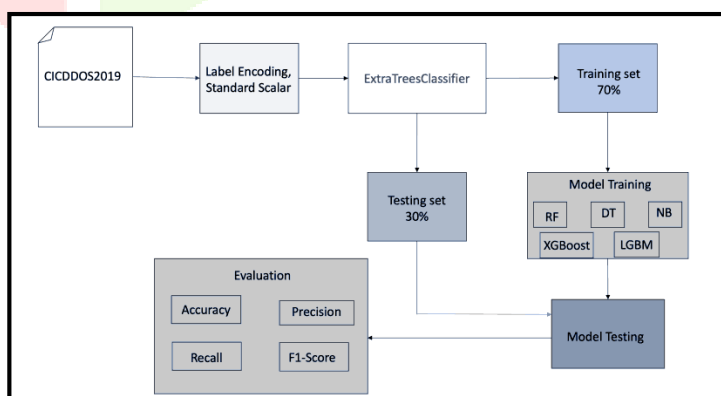 CICDDOS2019
Label Encoding,
Standard Scalar
ExtraTreesClassifier
Training set
70%
Testing set
30%
Model Training
RF
DT
NB
XGBoost
LGBM
Evaluation
Accuracy
Precision
Recall
F1-Score
Model Testing